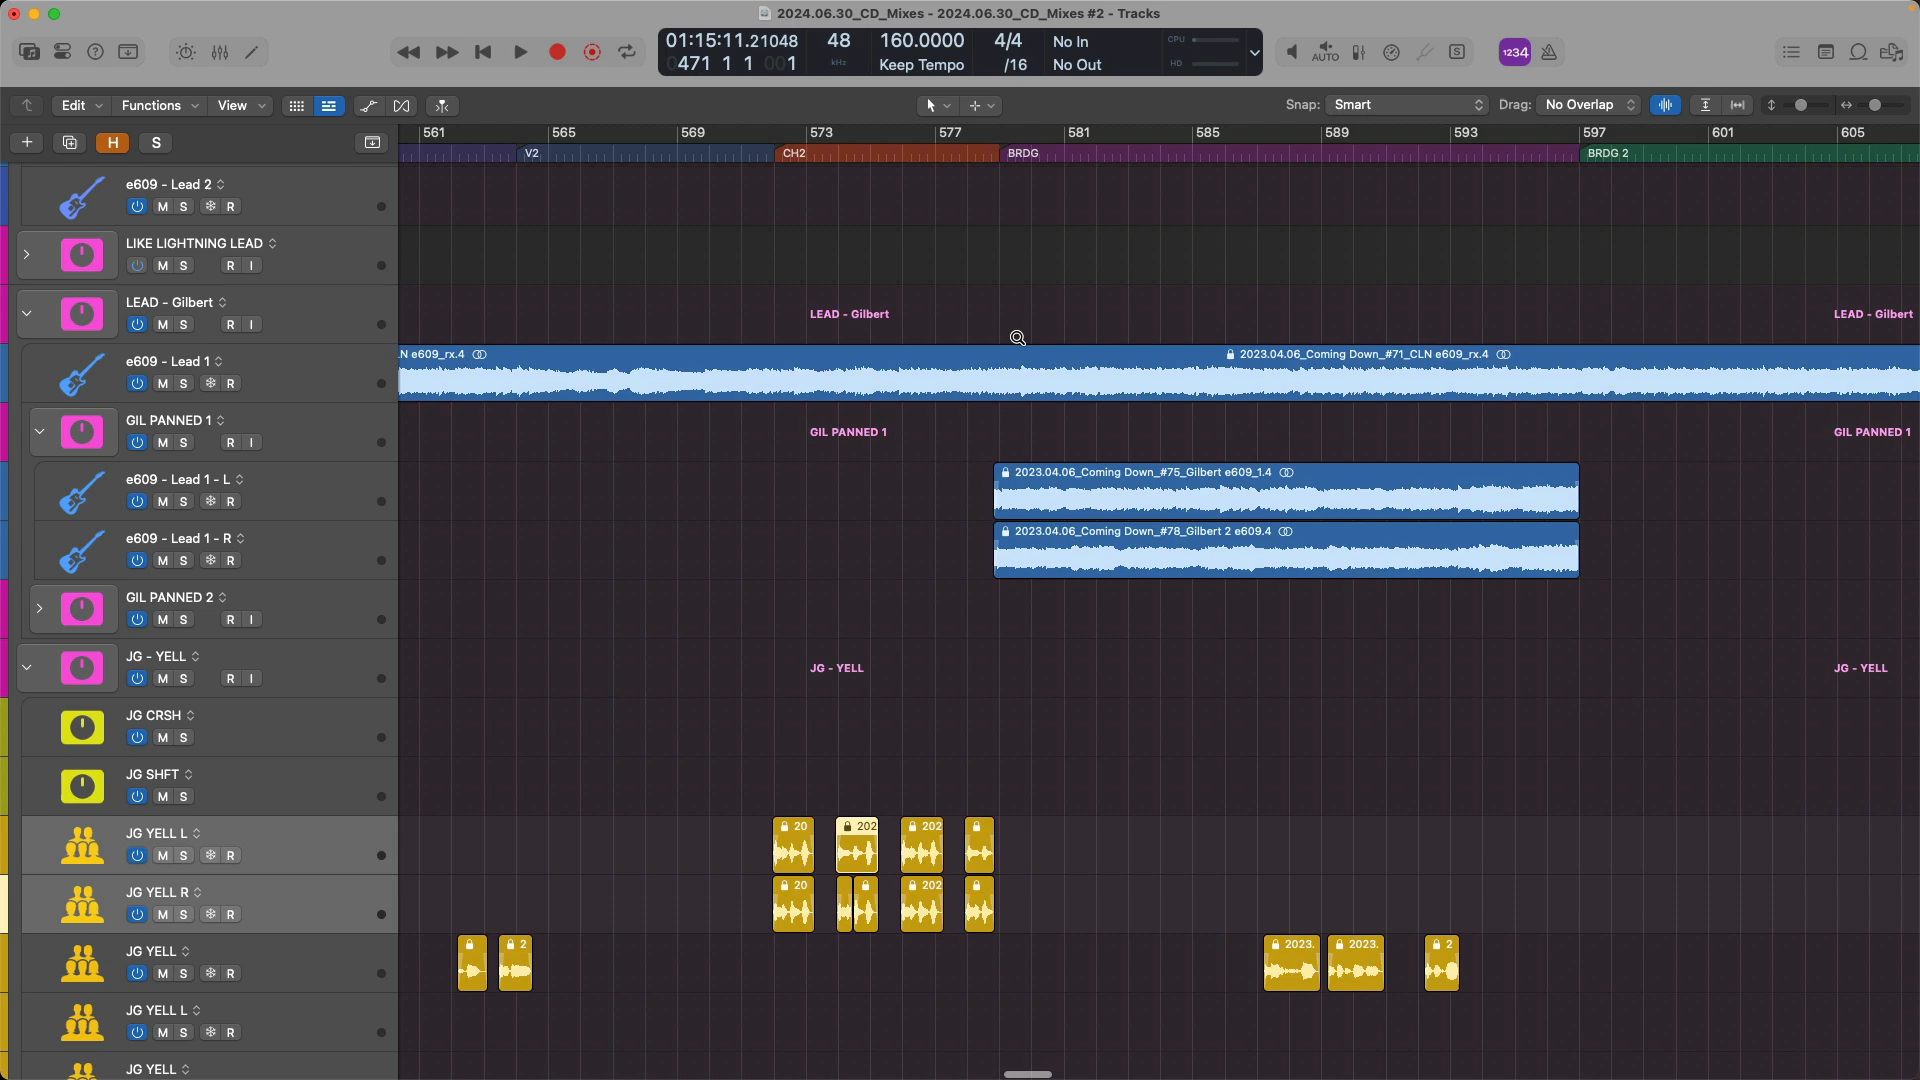 2024.06.30_CD_Mixes - 2024.06.30_CD_Mixes #2 - Tracks
01:15:11.21048 48 160.0000 4/4 No In CPU
0471 1 1 001 kHz Keep Tempo /16 No Out HD
AUTO S 1234
Edit Functions View Snap: Smart Drag: No Overlap
H S
561 565 569 573 577 581 585 589 593 597 601 605
V2 CH2 BRDG BRDG 2
e609 - Lead 2
M S R
LIKE LIGHTNING LEAD
M S R I
LEAD - Gilbert
M S R I
LEAD - Gilbert LEAD - Gilbert
e609 - Lead 1
M S R
.N e609_rx.4 2023.04.06_Coming Down_#71_CLN e609_rx.4
GIL PANNED 1
M S R I
GIL PANNED 1 GIL PANNED 1
e609 - Lead 1 - L
M S R
2023.04.06_Coming Down_#75_Gilbert e609_1.4
e609 - Lead 1 - R
M S R
2023.04.06_Coming Down_#78_Gilbert 2 e609.4
GIL PANNED 2
M S R I
JG - YELL
M S R I
JG - YELL JG - YELL
JG CRSH
M S
JG SHFT
M S
JG YELL L
M S R
20 202 202
JG YELL R
M S R
20 202
JG YELL
M S R
2 2023. 2023. 2
JG YELL L
M S R
JG YELL